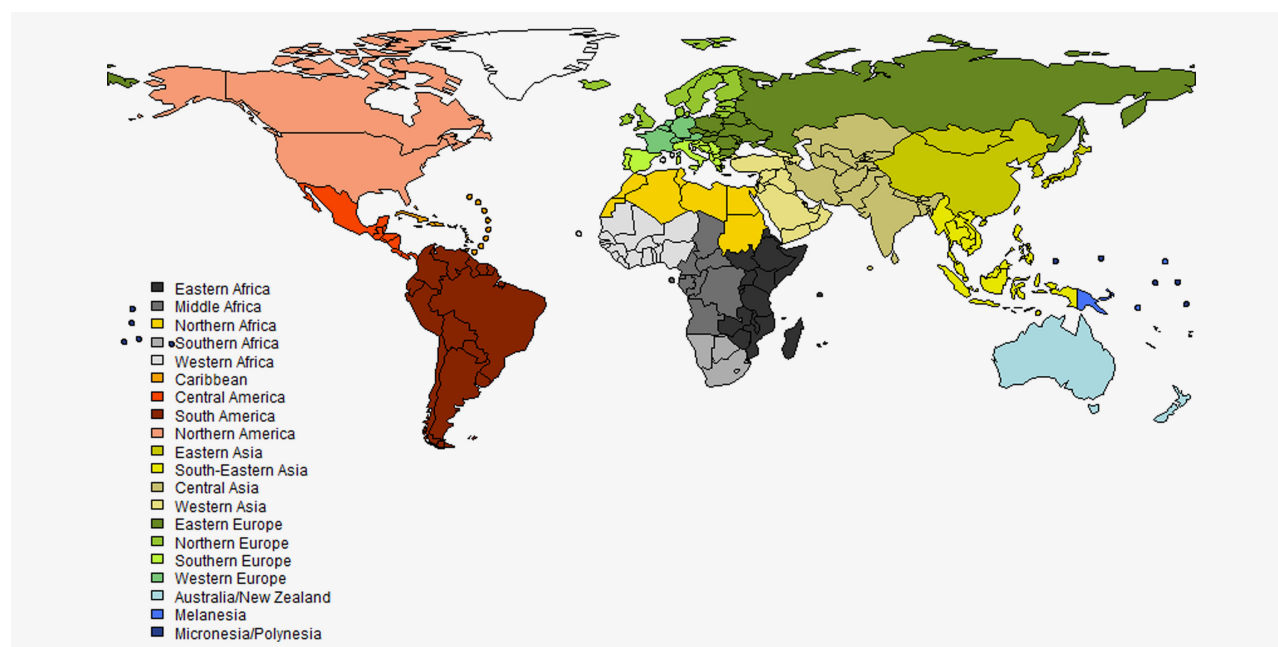 Eastern Africa
Middle Africa
Northern Africa
Southern Africa
Western Africa
Caribbean
Central America
South America
Northern America
Eastern Asia
South-Eastern Asia
Central Asia
Western Asia
Eastern Europe
Northern Europe
Southern Europe
Western Europe
Australia/New Zealand
Melanesia
Micronesia/Polynesia